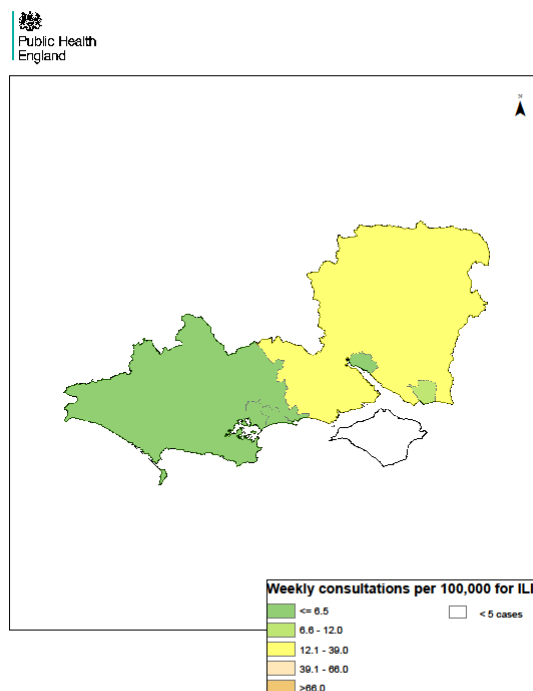 Public Health
England
N
Weekly consultations per 100,000 for ILI
<= 6.5
< 5 cases
6.6 - 12.0
12.1 - 39.0
39.1 - 66.0
>66.0